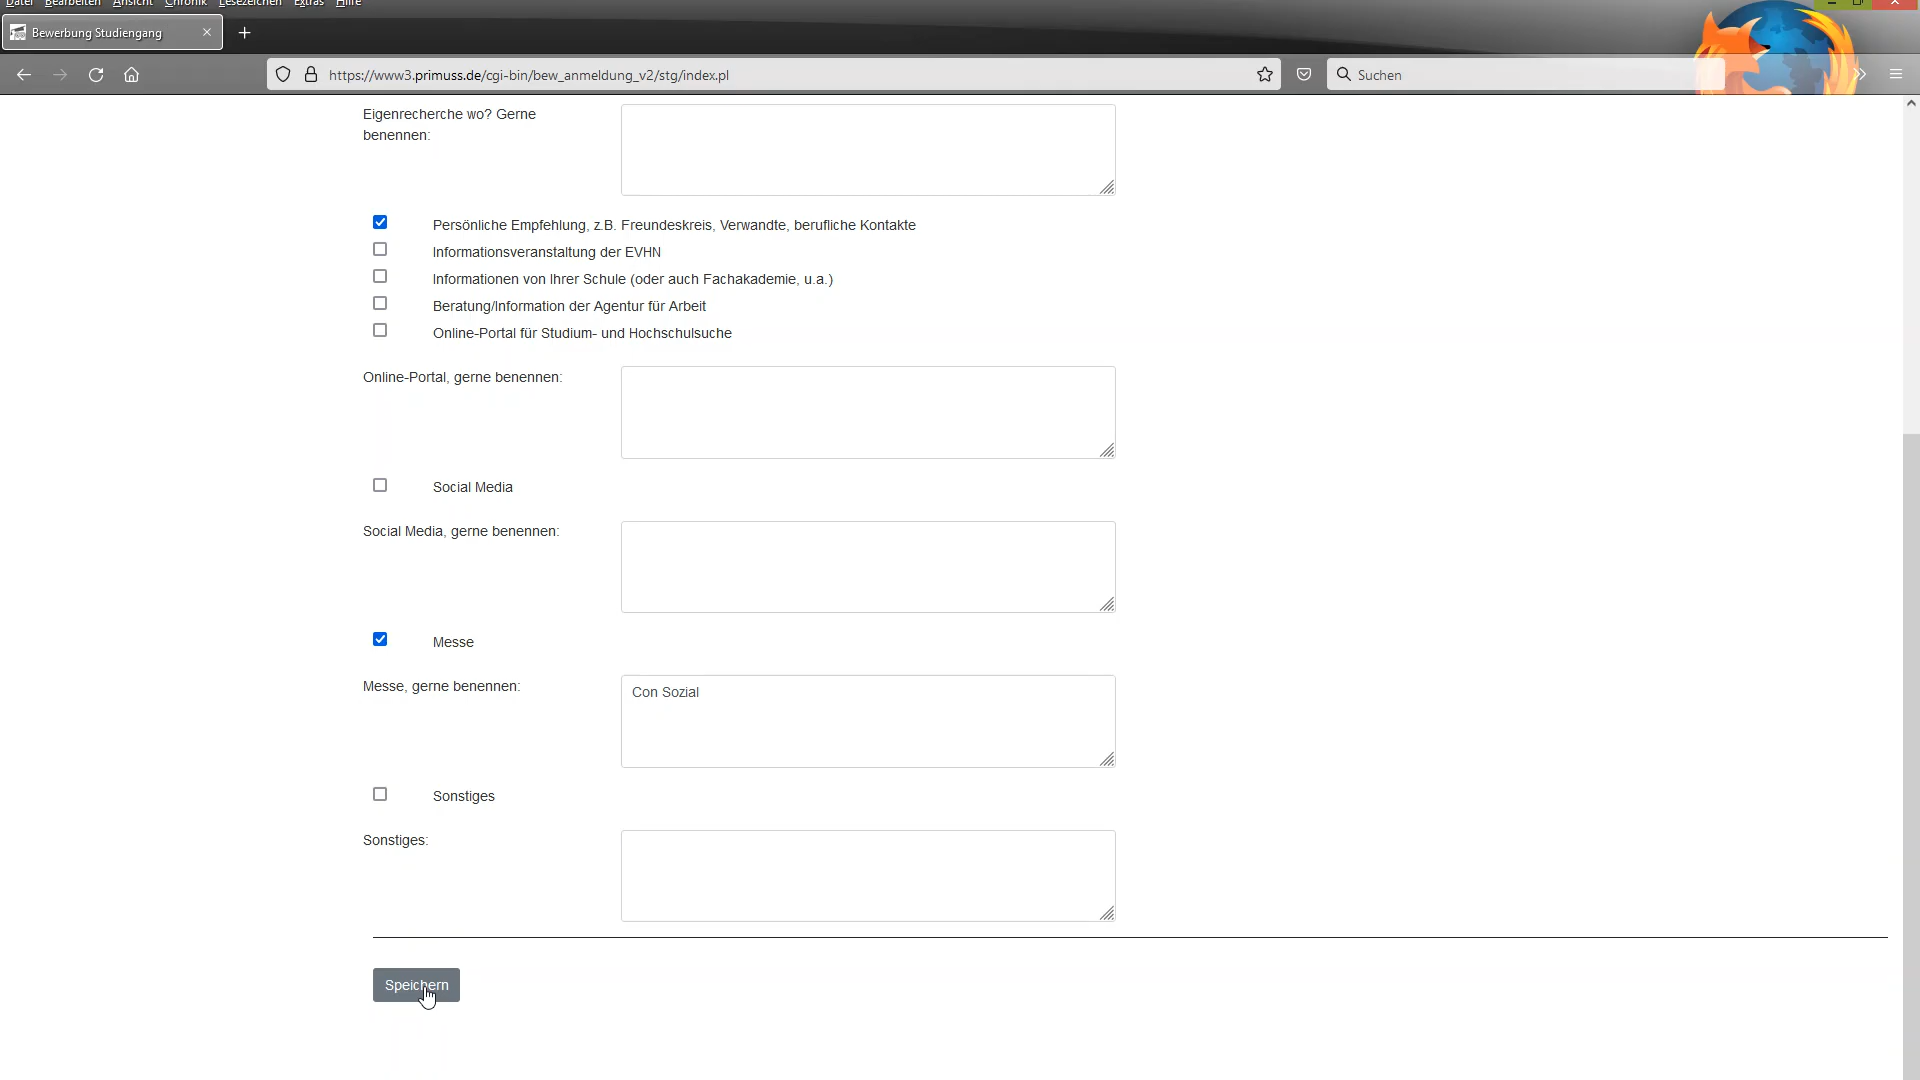 Datei Bearbeiten Ansicht Chronik Lesezeichen Extras Hilfe
Bewerbung Studiengang
https://www3.primuss.de/cgi-bin/bew_anmeldung_v2/stg/index.pl
Suchen
Eigenrecherche wo? Gerne
benennen:
Persönliche Empfehlung, z.B. Freundeskreis, Verwandte, berufliche Kontakte
Informationsveranstaltung der EVHN
Informationen von Ihrer Schule (oder auch Fachakademie, u.a.)
Beratung/Information der Agentur für Arbeit
Online-Portal für Studium- und Hochschulsuche
Online-Portal, gerne benennen:
Social Media
Social Media, gerne benennen:
Messe
Messe, gerne benennen:
Con Sozial
Sonstiges
Sonstiges:
Speichern